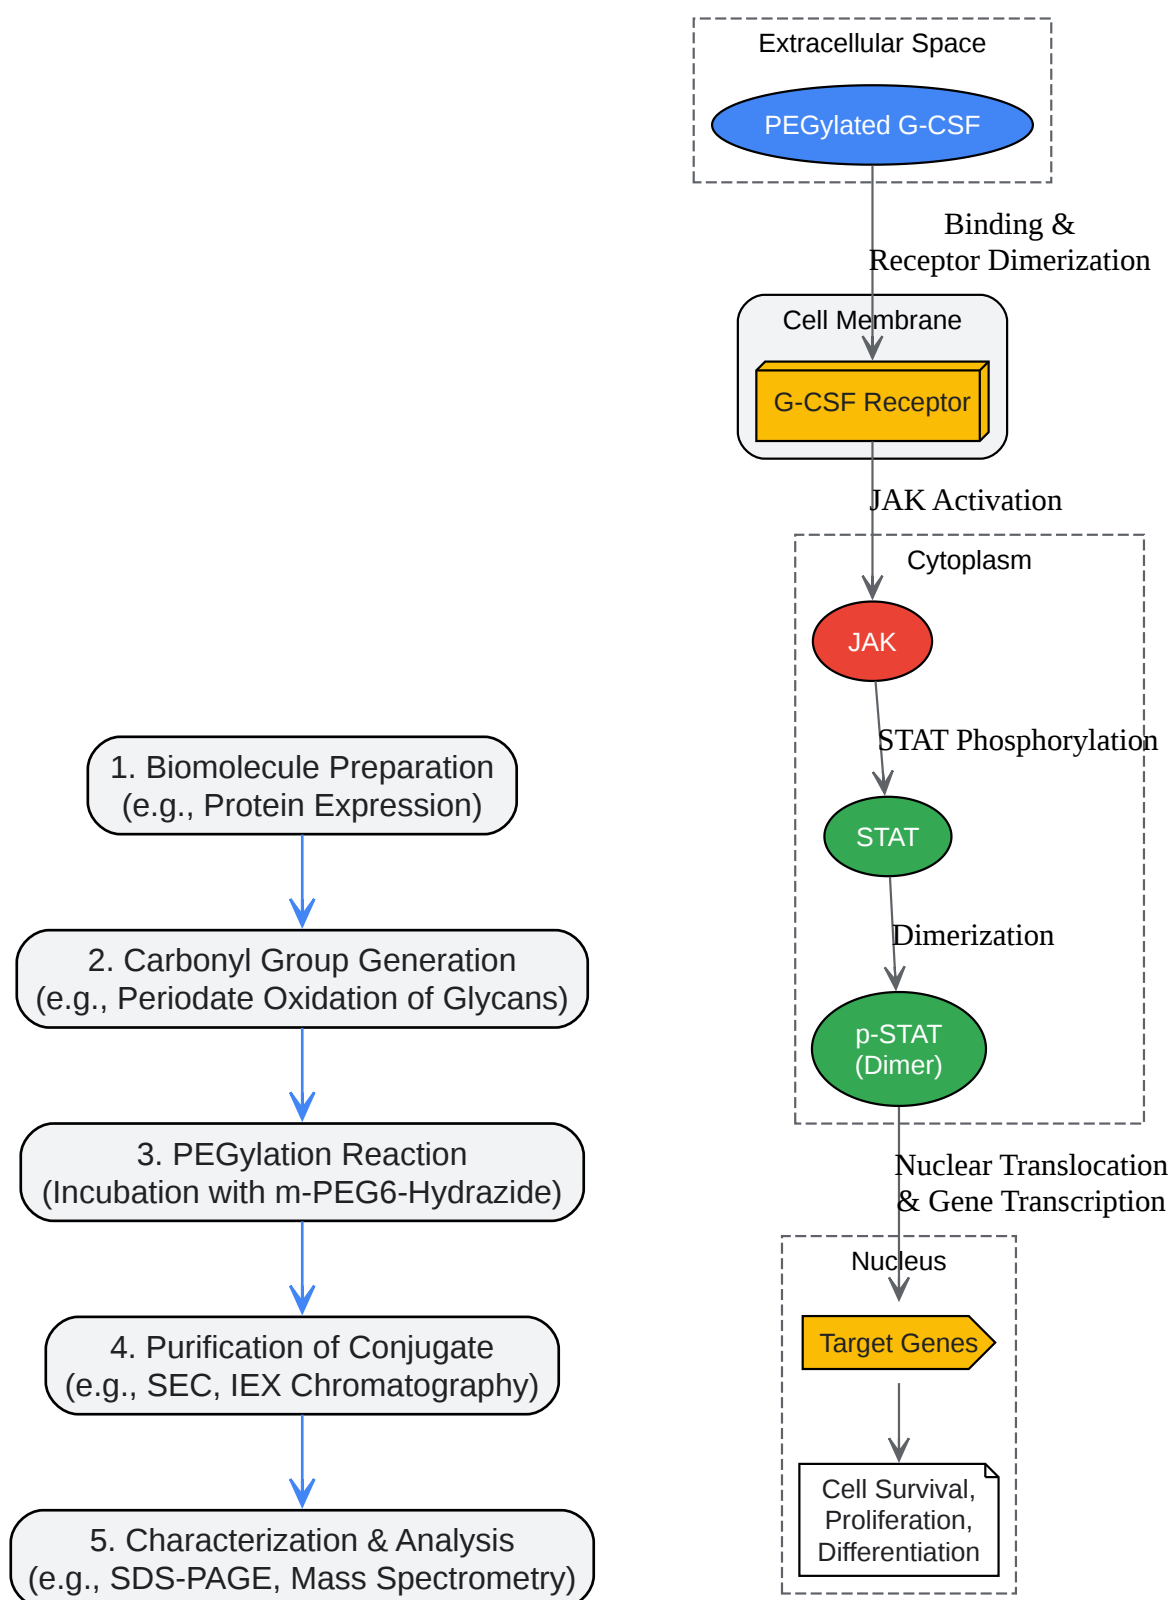 Extracellular Space
PEGylated G-CSF
Binding &
Receptor Dimerization
Cell Membrane
G-CSF Receptor
JAK Activation
Cytoplasm
JAK
STAT Phosphorylation
STAT
Dimerization
p-STAT
(Dimer)
Nuclear Translocation
& Gene Transcription
Nucleus
Target Genes
Cell Survival,
Proliferation,
Differentiation
1. Biomolecule Preparation
(e.g., Protein Expression)
2. Carbonyl Group Generation
(e.g., Periodate Oxidation of Glycans)
3. PEGylation Reaction
(Incubation with m-PEG6-Hydrazide)
4. Purification of Conjugate
(e.g., SEC, IEX Chromatography)
5. Characterization & Analysis
(e.g., SDS-PAGE, Mass Spectrometry)